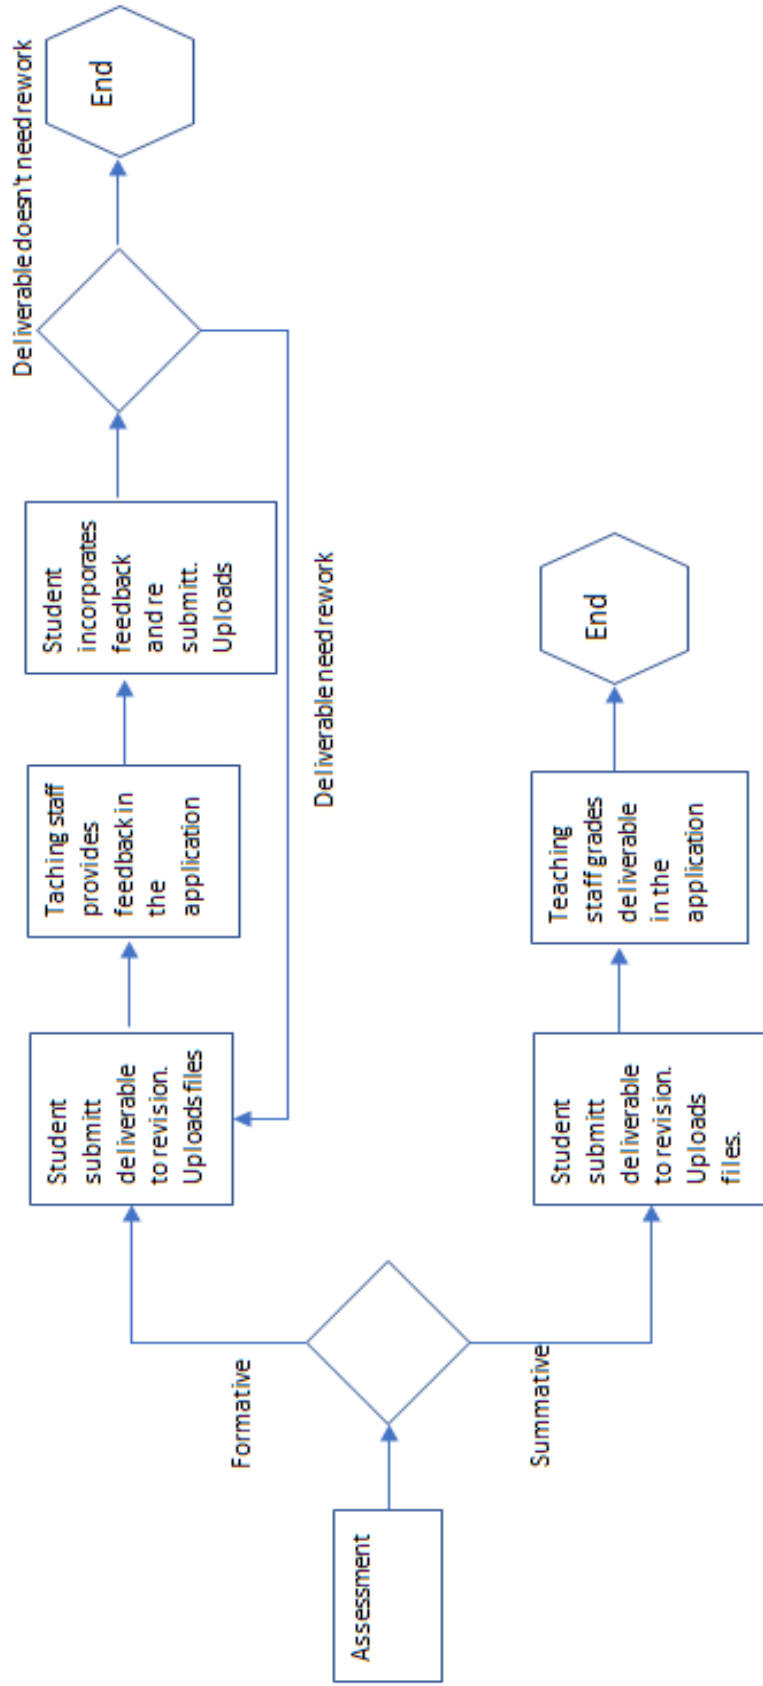 Assessment
Formative
Summative
Student
submitt
deliverable
to revision.
Uploads files
Taching staff
provides
feedback in
the
application
Student
incorporates
feedback
and re
submitt.
Uploads
Deliverable doesn't need rework
End
Deliverable need rework
Student
submitt
deliverable
to revision.
Uploads
files.
Teaching
staff grades
deliverable
in the
application
End